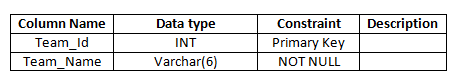 Column Name Data type Constraint Description
Team_Id INT Primary Key
Team_Name Varchar(6) NOT NULL